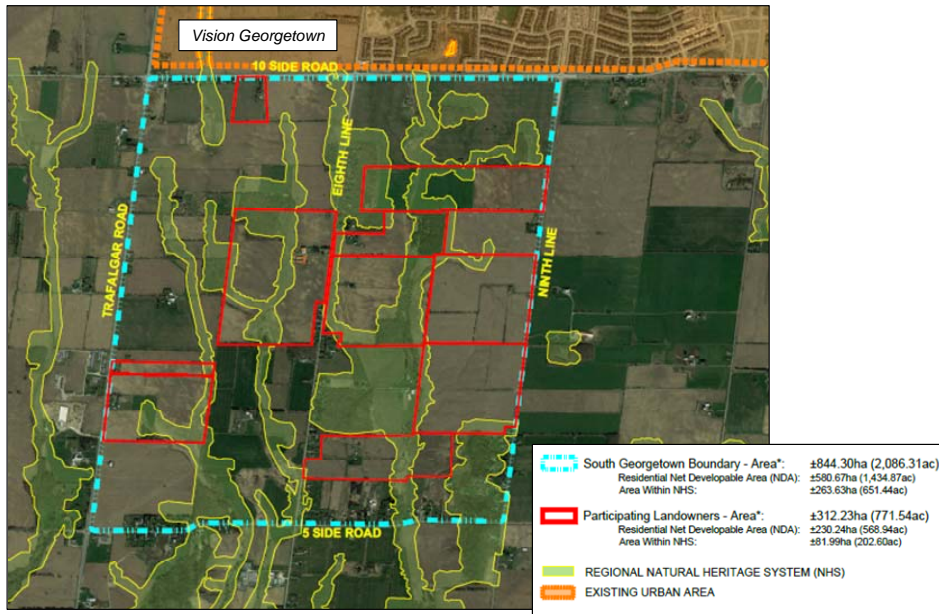 Vision Georgetown
10 SIDE ROAD
EIGHTH LINE
TRAFALGAR ROAD
NINTH LINE
5 SIDE ROAD
South Georgetown Boundary - Area*: ±844.30ha (2,086.31ac)
Residential Net Developable Area (NDA): ±580.67ha (1,434.87ac)
Area Within NHS: ±263.63ha (651.44ac)
Participating Landowners - Area*: ±312.23ha (771.54ac)
Residential Net Developable Area (NDA): ±230.24ha (568.94ac)
Area Within NHS: ±81.99ha (202.60ac)
REGIONAL NATURAL HERITAGE SYSTEM (NHS)
EXISTING URBAN AREA